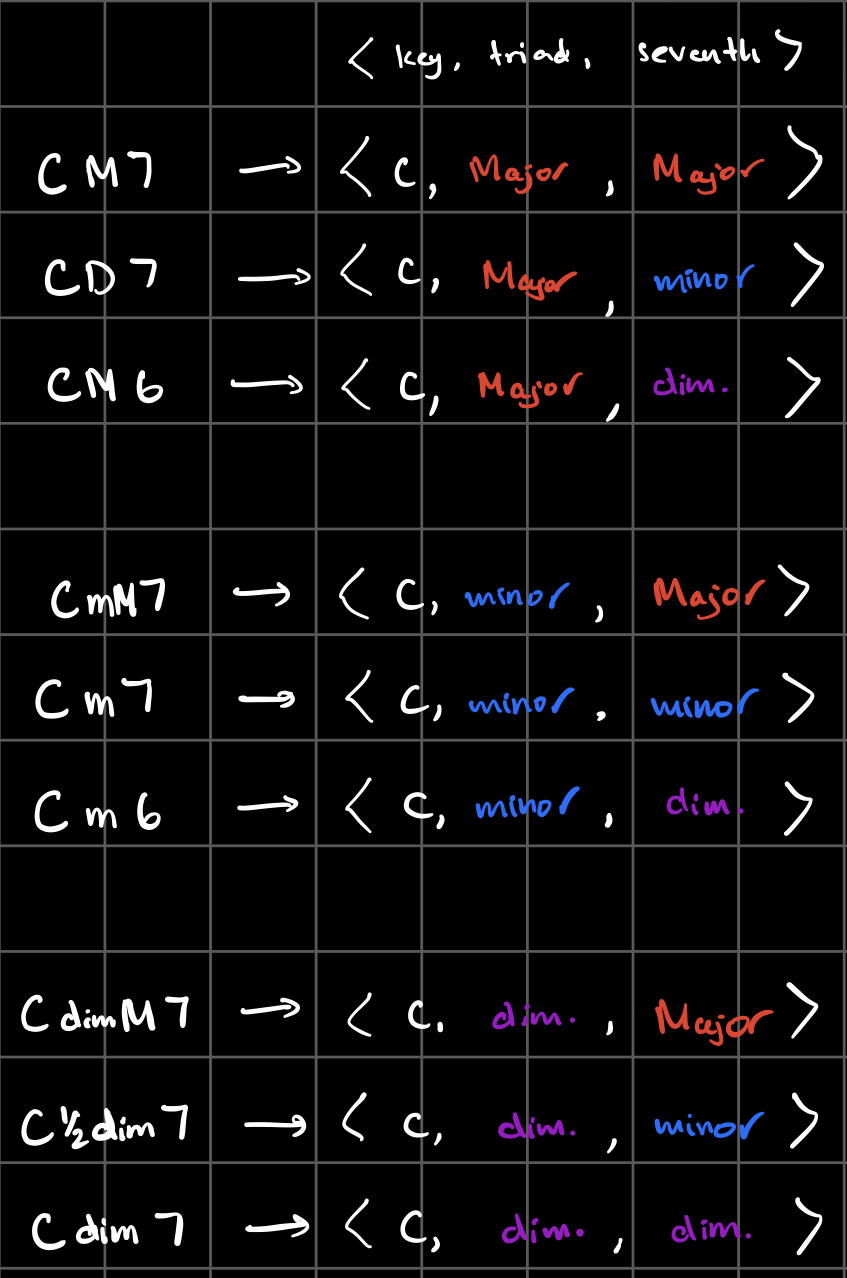 < key, triad, seventh >
CM7 → < C, Major, Major >
CD7 → < C, Major, minor >
CM6 → < C, Major, dim. >
CmM7 → < C, minor, Major >
Cm7 → < C, minor, minor >
Cm6 → < C, minor, dim. >
CdimM7 → < C, dim., Major >
C½dim7 → < C, dim., minor >
Cdim7 → < C, dim., dim. >